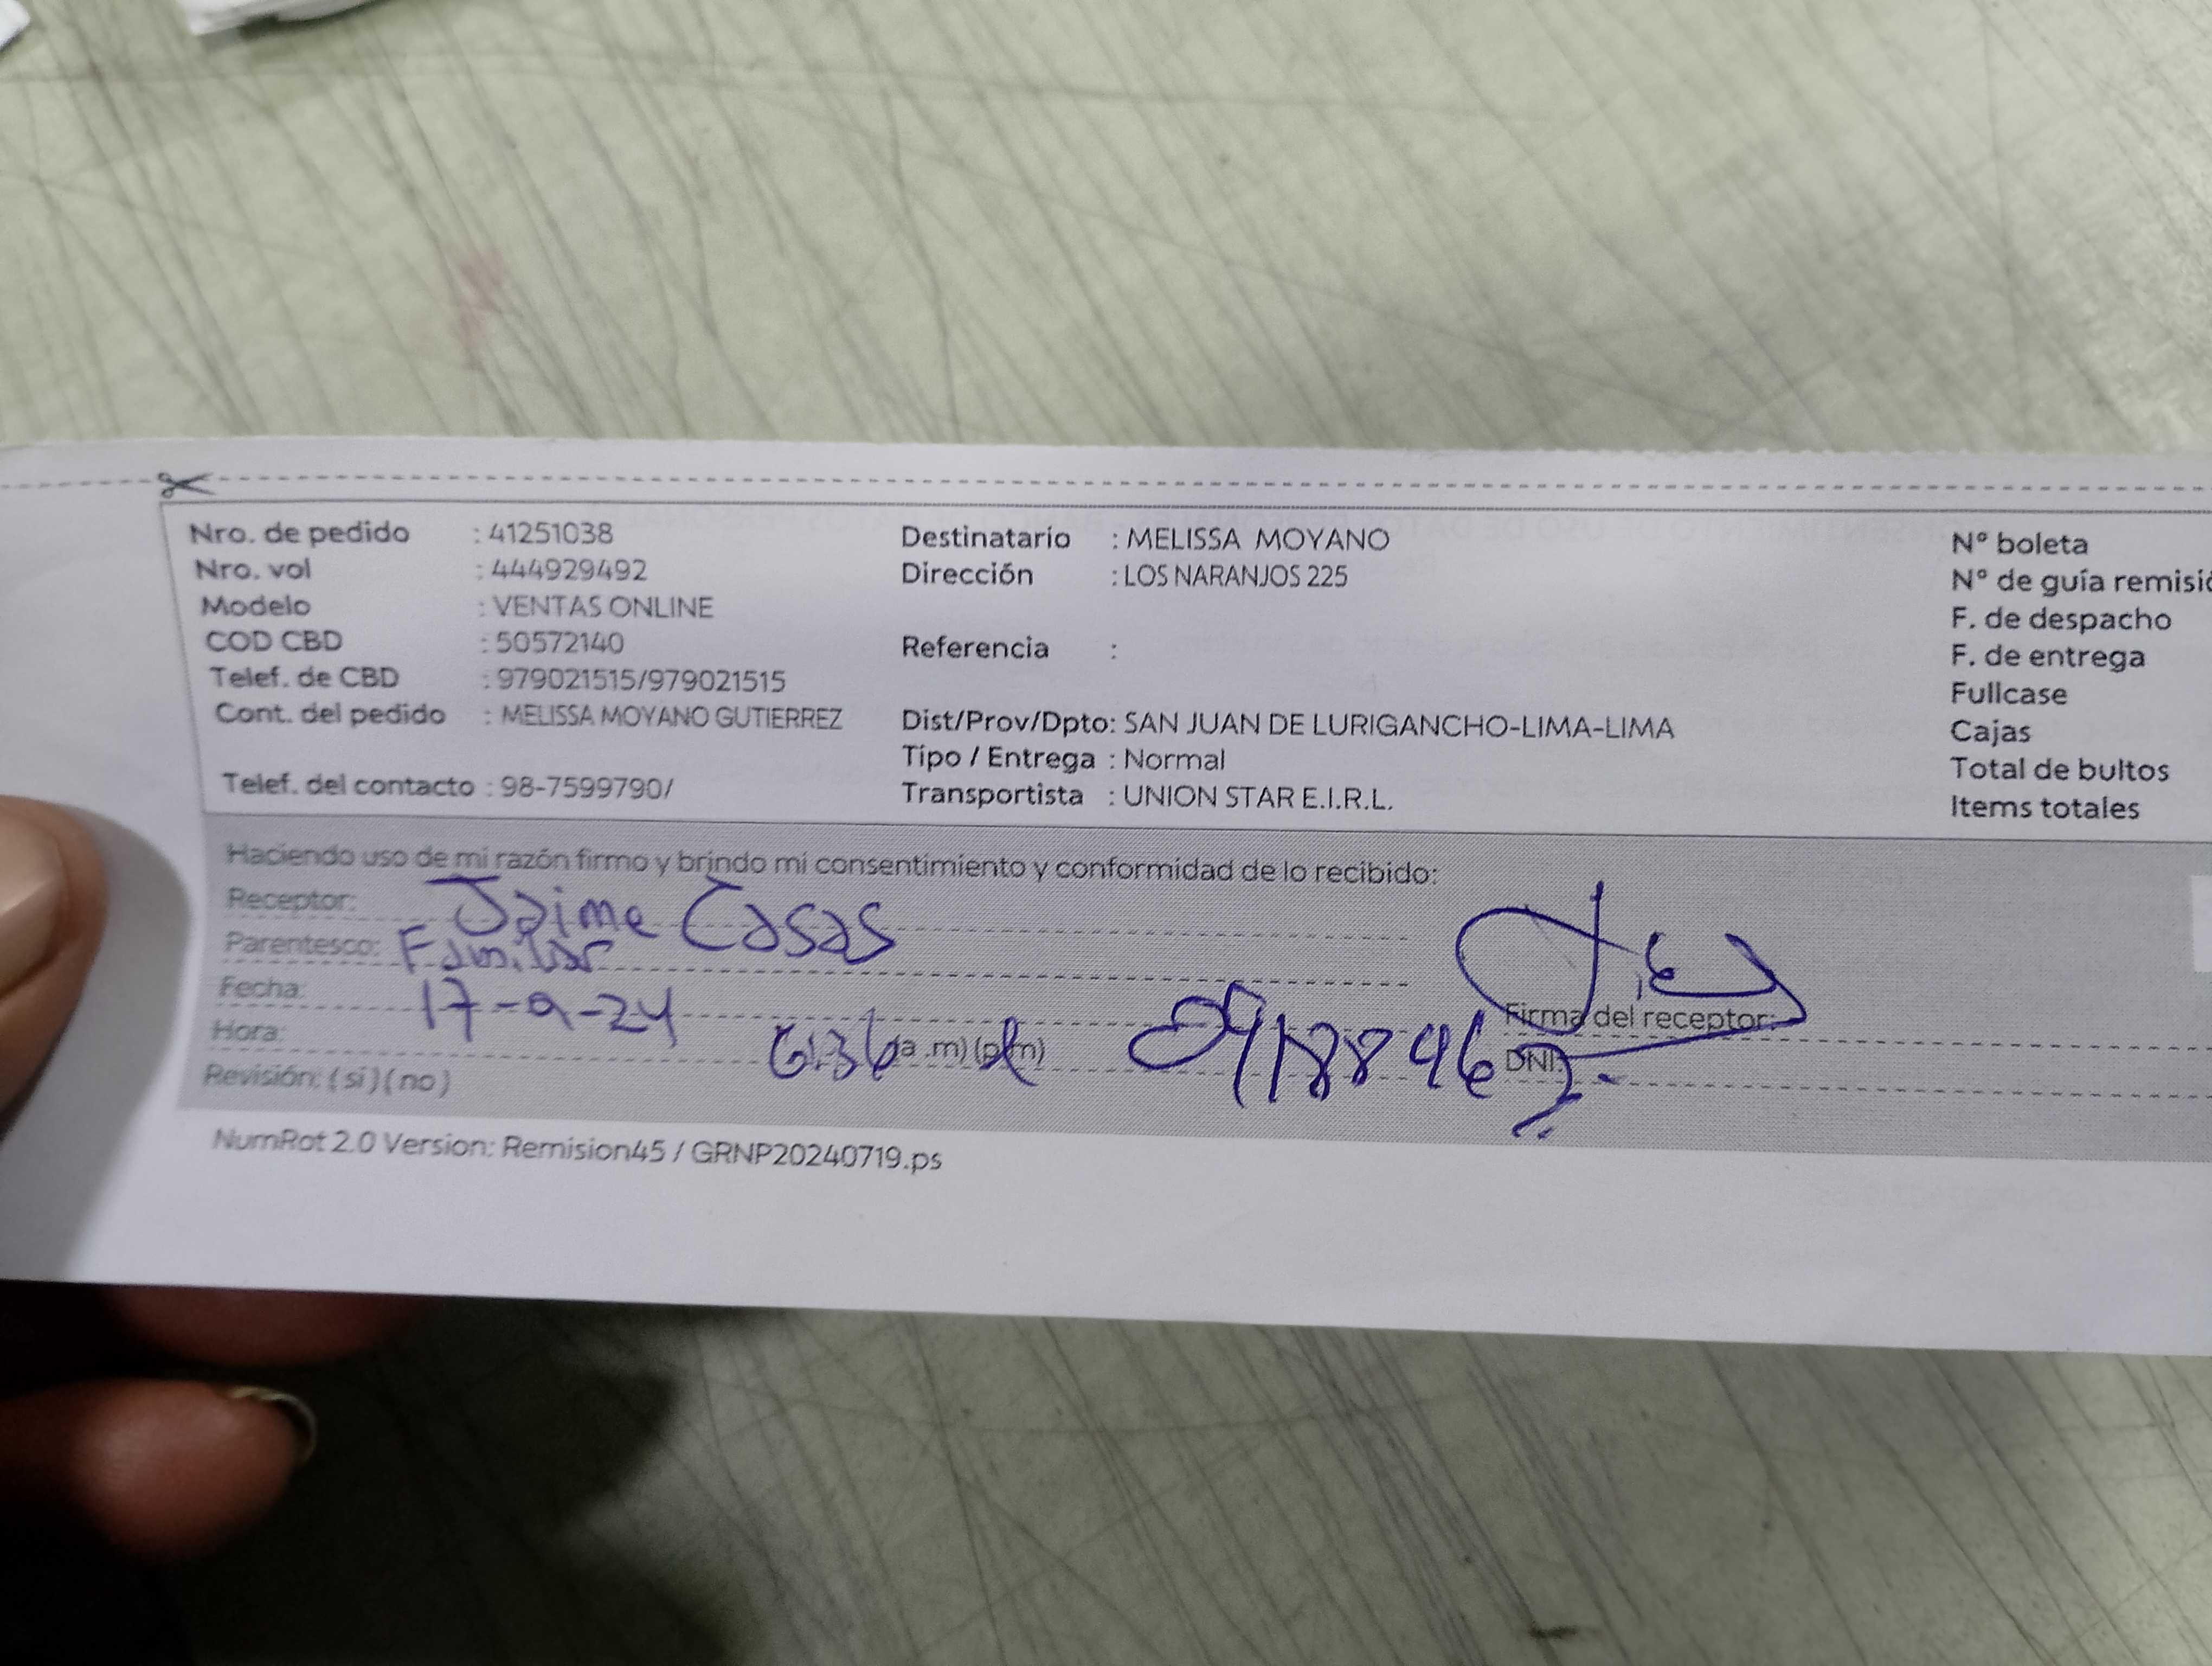 Nro. de pedido : 41251038
Nro. vol : 444929492
Modelo : VENTAS ONLINE
COD CBD : 50572140
Telef. de CBD : 979021515/979021515
Cont. del pedido : MELISSA MOYANO GUTIERREZ
Telef. del contacto : 98-7599790/
Destinatario : MELISSA MOYANO
Dirección : LOS NARANJOS 225
Referencia :
Dist/Prov/Dpto: SAN JUAN DE LURIGANCHO-LIMA-LIMA
Tipo / Entrega : Normal
Transportista : UNION STAR E.I.R.L.
N° boleta
N° de guía remisió
F. de despacho
F. de entrega
Fullcase
Cajas
Total de bultos
Items totales
Haciendo uso de mi razón firmo y brindo mi consentimiento y conformidad de lo recibido:
Receptor: Jaime Casas
Parentesco: Familiar
Fecha: 17-9-24
Hora: 6:36 (a .m) (p.m)
Revisión: (si) (no)
Firma del receptor:
DNI:
NumRot 2.0 Version: Remision45 / GRNP20240719.ps